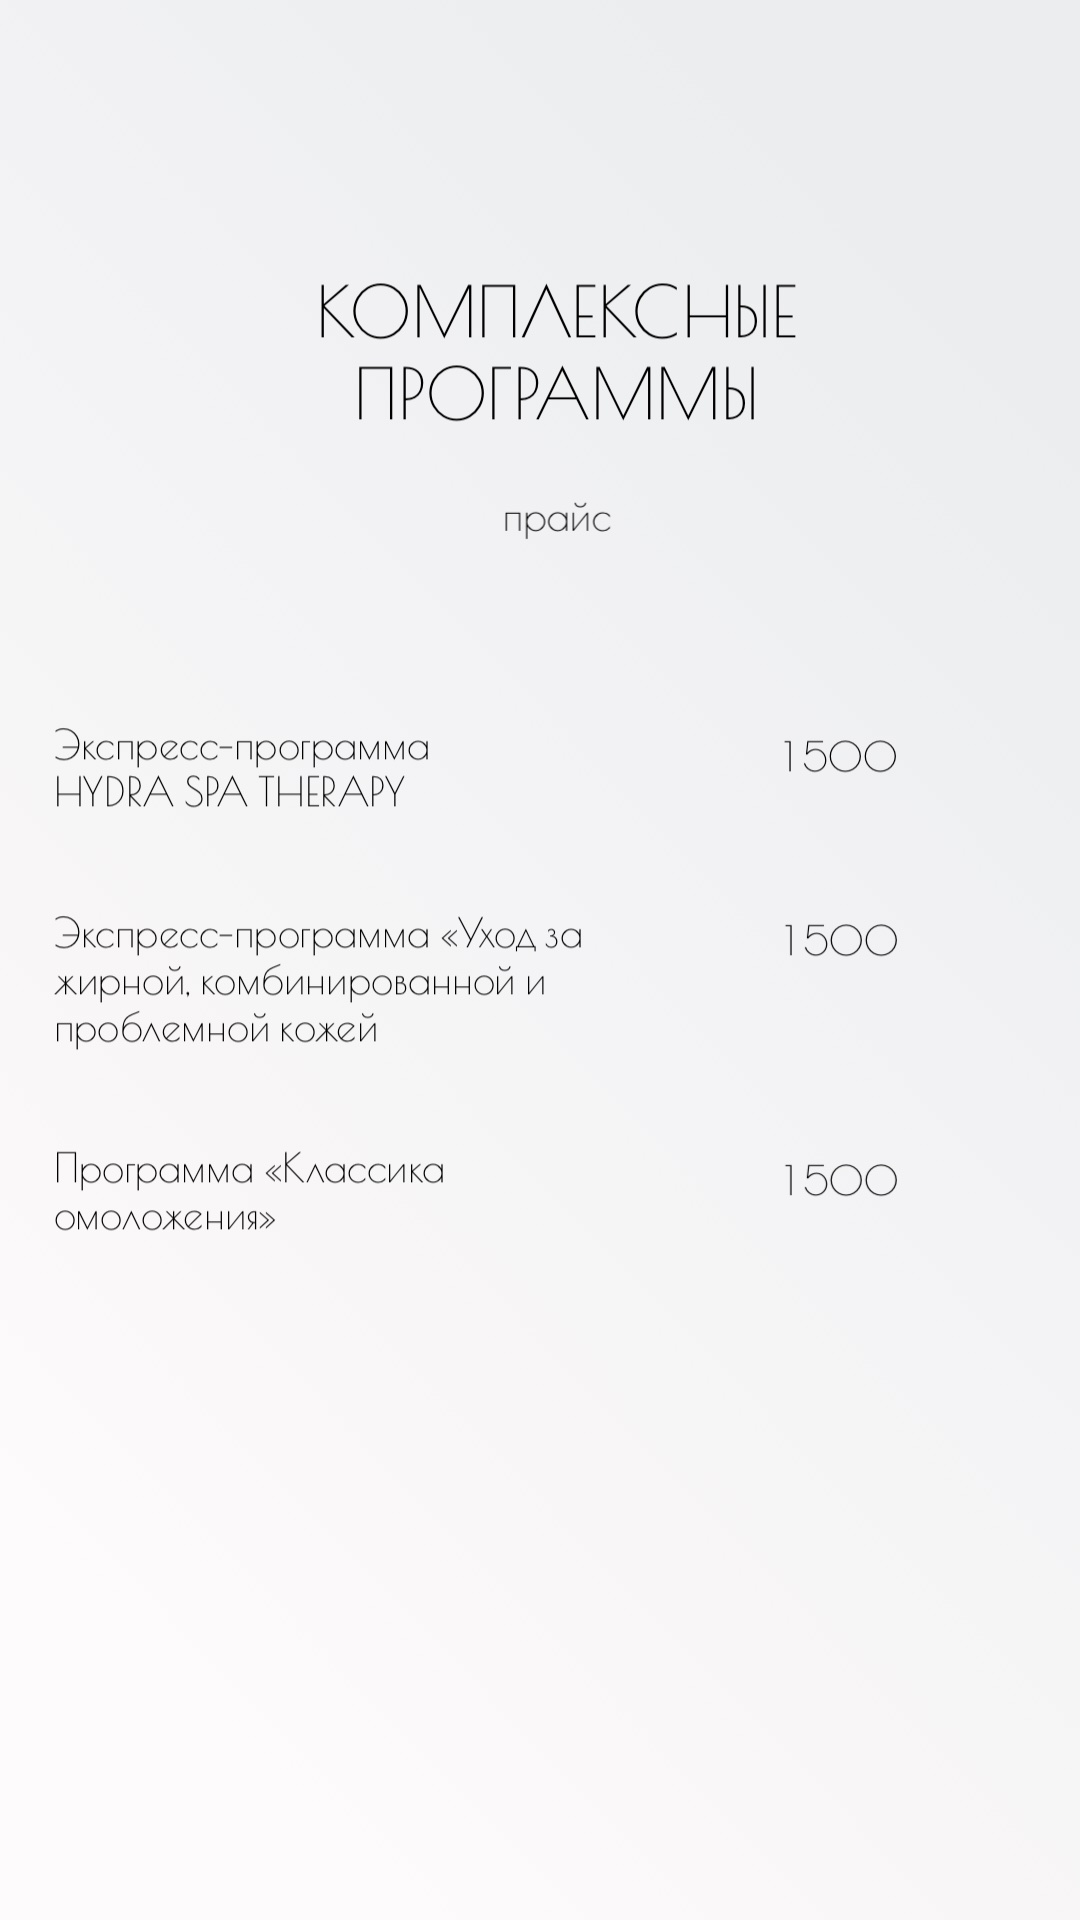 КОМПЛЕКСНЫЕ
ПРОГРАММЫ
прайс
Экспресс-программа
HYDRA SPA THERAPY
1500
Экспресс-программа «Уход за
жирной, комбинированной и
проблемной кожей
1500
Программа «Классика
омоложения»
1500